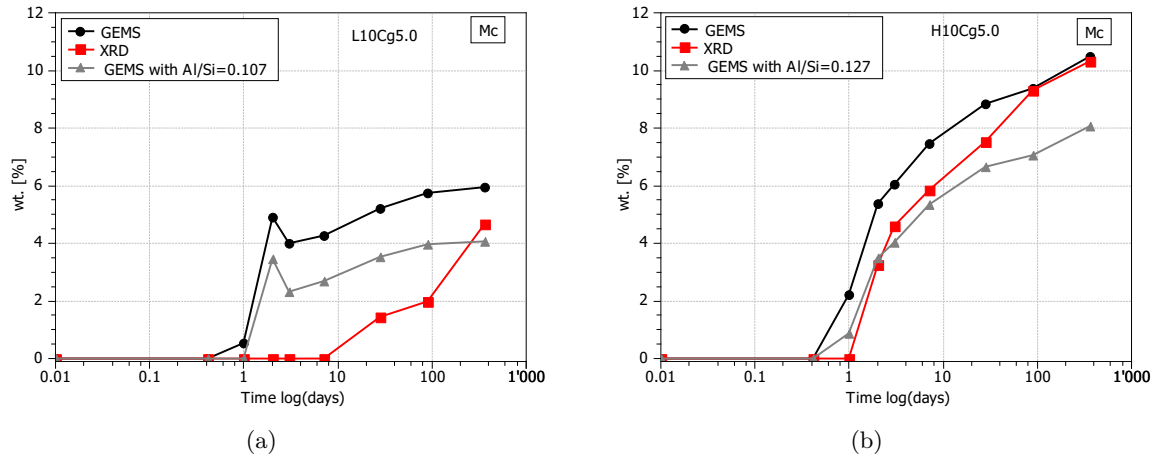 12
10
8
6
4
2
0
wt. [%]
GEMS
XRD
GEMS with Al/Si=0.107
L10Cg5.0
Mc
0.01 0.1 1 10 100 1'000
Time log(days)
(a)
12
10
8
6
4
2
0
wt. [%]
GEMS
XRD
GEMS with Al/Si=0.127
H10Cg5.0
Mc
0.01 0.1 1 10 100 1'000
Time log(days)
(b)